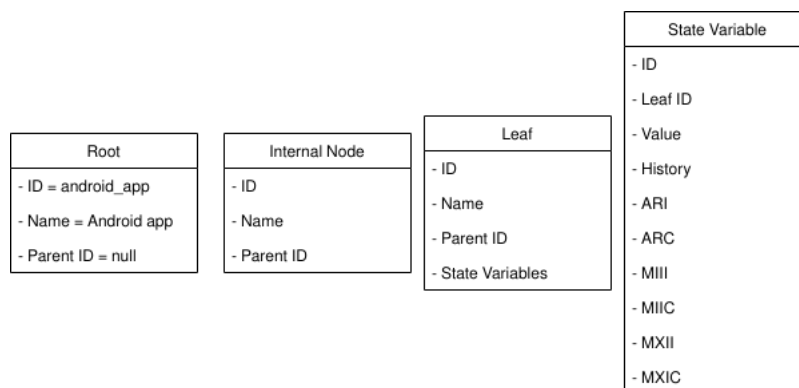 Root
- ID = android_app
- Name = Android app
- Parent ID = null
Internal Node
- ID
- Name
- Parent ID
Leaf
- ID
- Name
- Parent ID
- State Variables
State Variable
- ID
- Leaf ID
- Value
- History
- ARI
- ARC
- MIII
- MIIC
- MXII
- MXIC